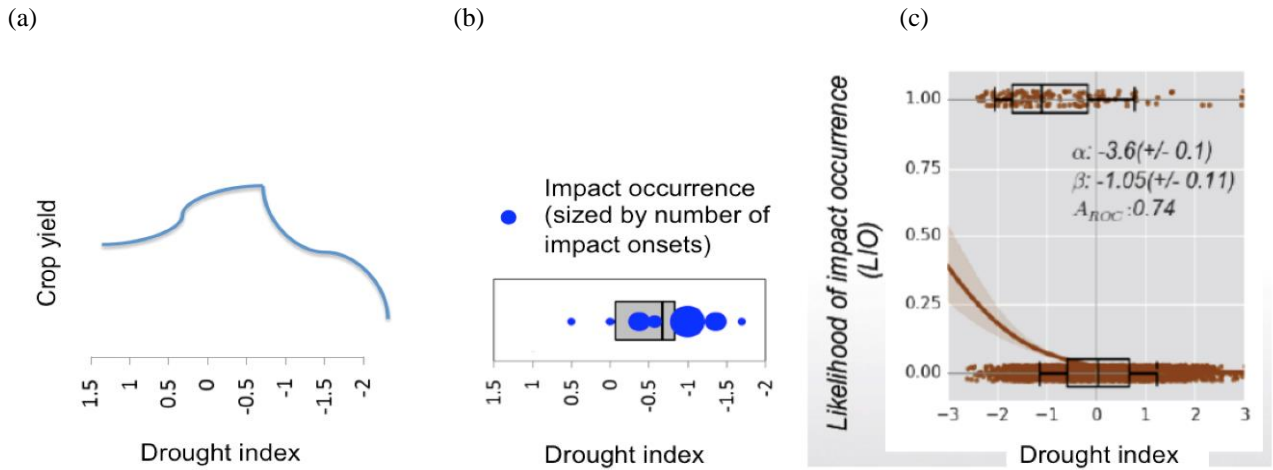 (a)
Crop yield
1.5 1 0.5 0 -0.5 -1 -1.5 -2
Drought index
(b)
Impact occurrence
(sized by number of
impact onsets)
1.5 1 0.5 0 -0.5 -1 -1.5 -2
Drought index
(c)
Likelihood of impact occurrence
(LIO)
1.00
0.75
0.50
0.25
0.00
α: -3.6(+/- 0.1)
β: -1.05(+/- 0.11)
A_ROC :0.74
−3 −2 −1 0 1 2 3
Drought index